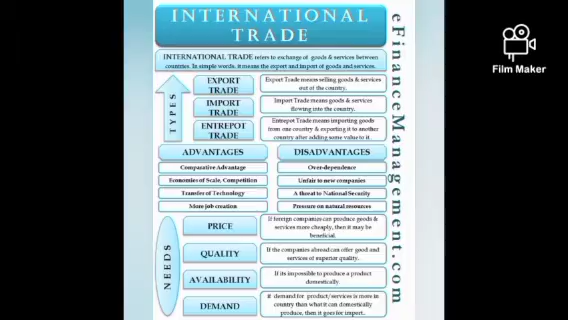 INTERNATIONAL
TRADE
INTERNATIONAL TRADE refers to exchange of goods & services between
countries. In simple words, it means the export and import of goods and services.
TYPES
EXPORT
TRADE
Export Trade means selling goods & services
out of the country.
IMPORT
TRADE
Import Trade means goods & services
flowing into the country.
ENTREPOT
TRADE
Entrepot Trade means importing goods
from one country & exporting it to another
country after adding some value to it.
ADVANTAGES
DISADVANTAGES
Comparative Advantage
Over-dependence
Economies of Scale, Competition
Unfair to new companies
Transfer of Technology
A threat to National Security
More job creation
Pressure on natural resources
NEEDS
PRICE
If foreign companies can produce goods &
services more cheaply, then it may be
beneficial.
QUALITY
If the companies abroad can offer good and
services of superior quality.
AVAILABILITY
If its impossible to produce a product
domestically.
DEMAND
If demand for product/services is more in
country than what it can domestically
produce, then it goes for import.
eFinanceManagement.com
Film Maker